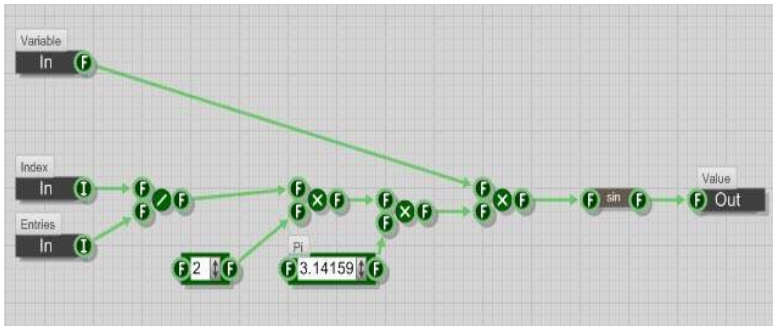 Variable
In F
Index
In I
Entries
In I
F F / F
F 2 F
F F X F
Pi
F 3.14159 F
F F X F
F F X F
F sin F
Value
F Out